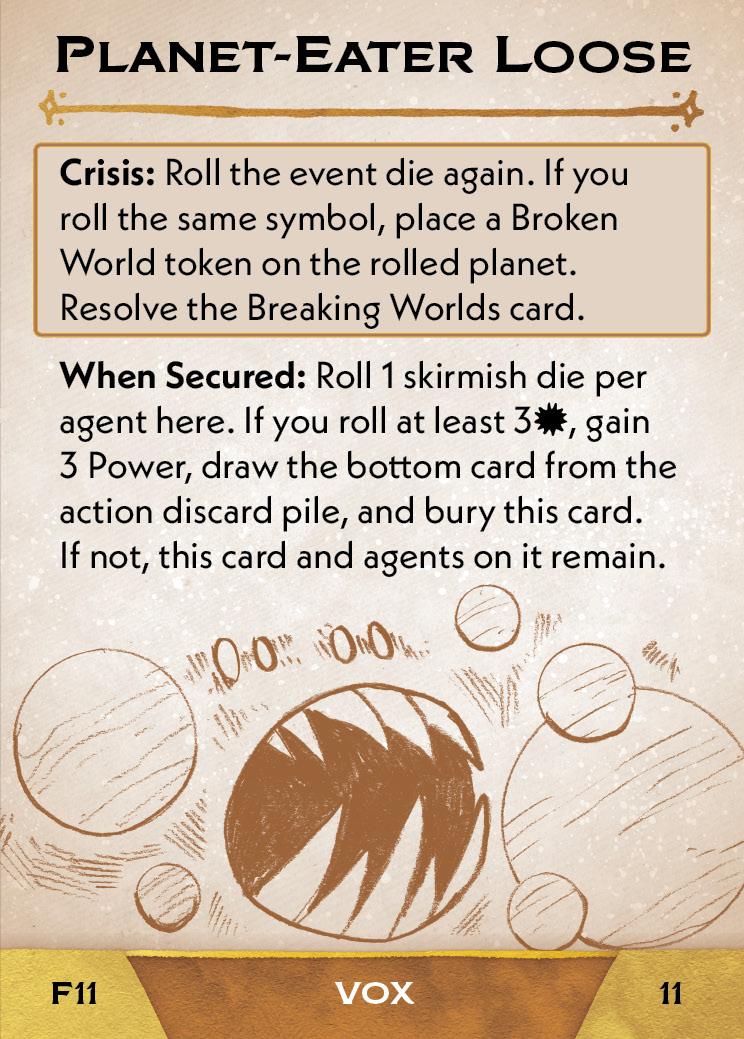 Planet-Eater Loose
Crisis: Roll the event die again. If you
roll the same symbol, place a Broken
World token on the rolled planet.
Resolve the Breaking Worlds card.
When Secured: Roll 1 skirmish die per
agent here. If you roll at least 3✹, gain
3 Power, draw the bottom card from the
action discard pile, and bury this card.
If not, this card and agents on it remain.
F11
VOX
11